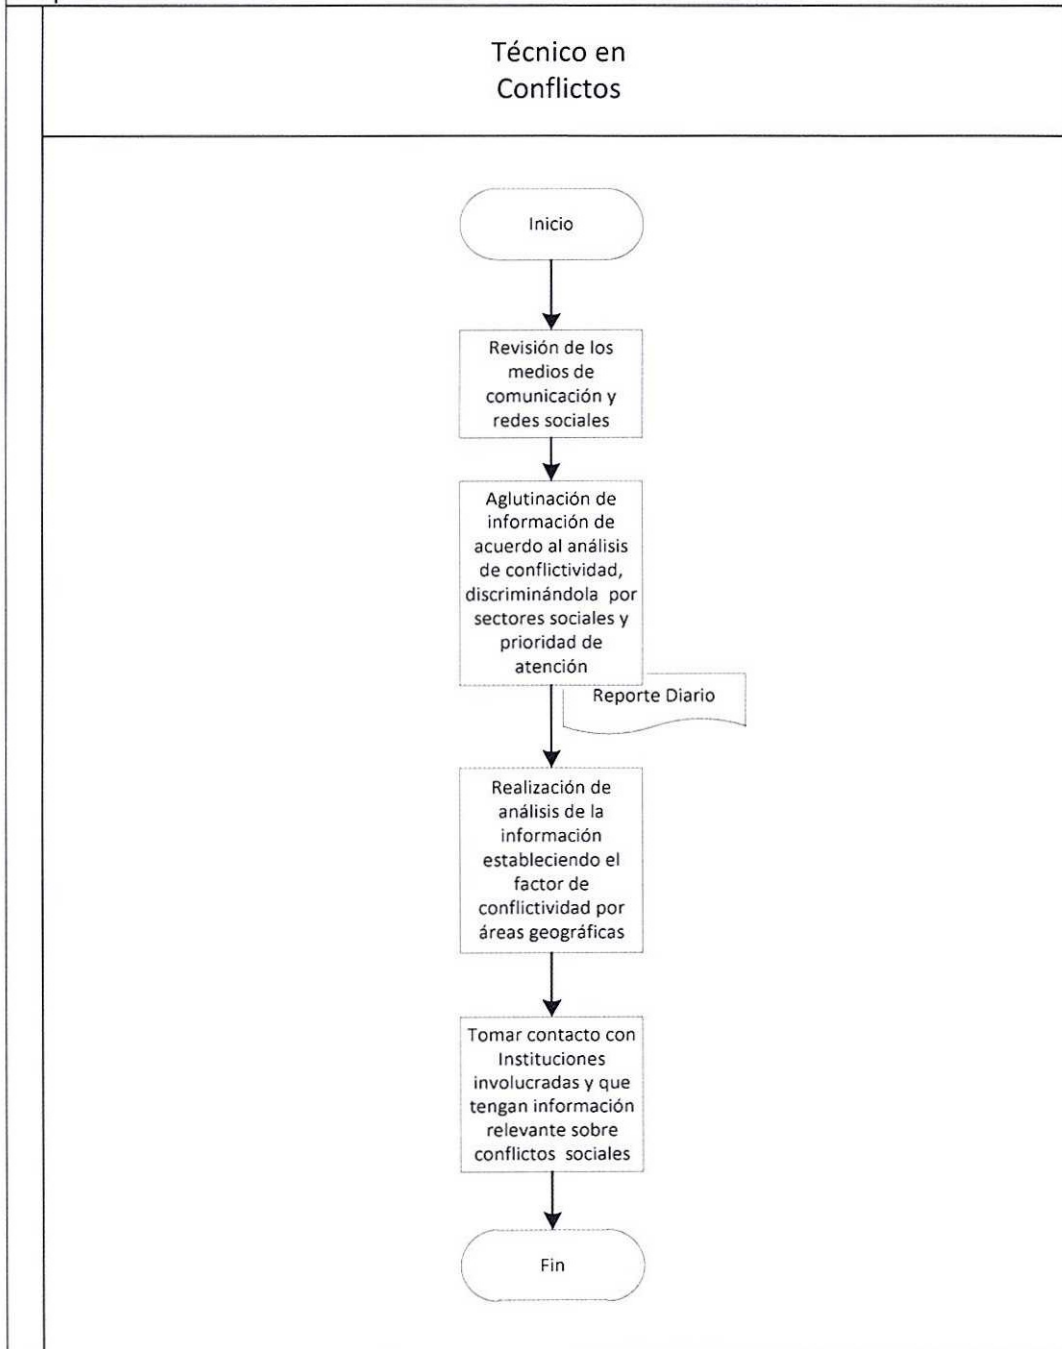 Técnico en
Conflictos
Inicio
Revisión de los
medios de
comunicación y
redes sociales
Aglutinación de
información de
acuerdo al análisis
de conflictividad,
discriminándola por
sectores sociales y
prioridad de
atención
Reporte Diario
Realización de
análisis de la
información
estableciendo el
factor de
conflictividad por
áreas geográficas
Tomar contacto con
Instituciones
involucradas y que
tengan información
relevante sobre
conflictos sociales
Fin